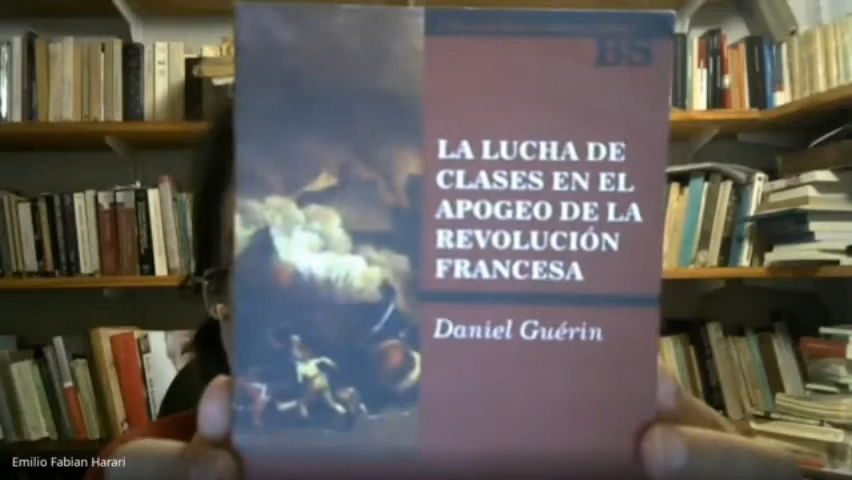 BS
LA LUCHA DE
CLASES EN EL
APOGEO DE LA
REVOLUCIÓN
FRANCESA
Daniel Guérin
Emilio Fabian Harari